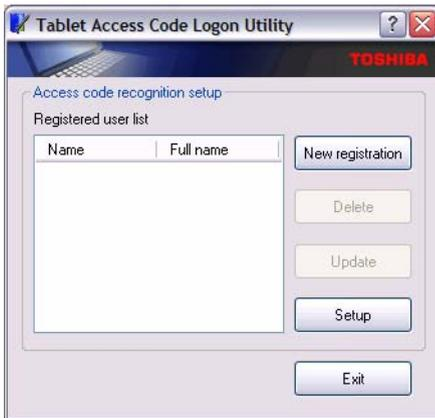 Tablet Access Code Logon Utility
TOSHIBA
Access code recognition setup
Registered user list
Name Full name
New registration
Delete
Update
Setup
Exit